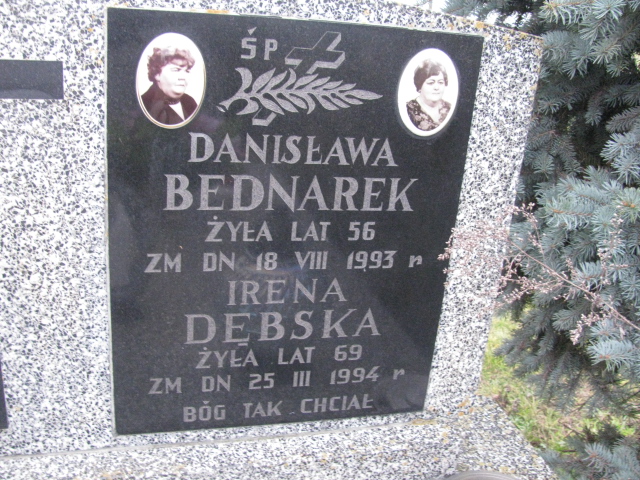 ŚP
DANISŁAWA
BEDNAREK
ŻYŁA LAT 56
ZM DN 18 VIII 1993 r
IRENA
DĘBSKA
ŻYŁA LAT 69
ZM DN 25 III 1994 r
BÓG TAK CHCIAŁ